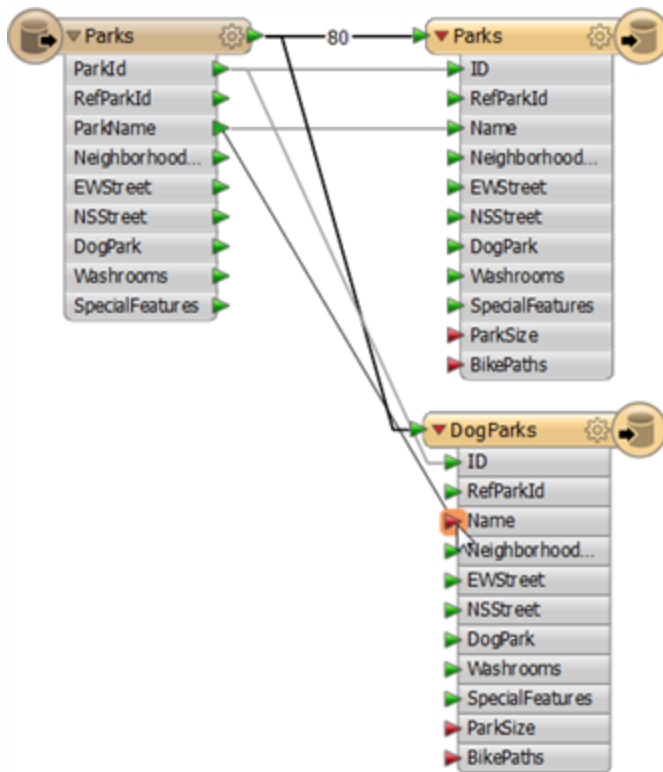 Parks
ParkId
RefParkId
ParkName
Neighborhood...
EWStreet
NSStreet
DogPark
Washrooms
SpecialFeatures
80
Parks
ID
RefParkId
Name
Neighborhood...
EWStreet
NSStreet
DogPark
Washrooms
SpecialFeatures
ParkSize
BikePaths
DogParks
ID
RefParkId
Name
Neighborhood...
EWStreet
NSStreet
DogPark
Washrooms
SpecialFeatures
ParkSize
BikePaths